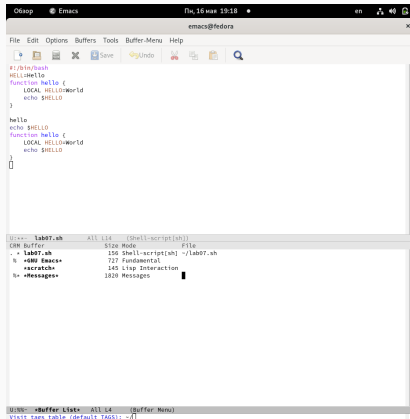 Обзор Emacs Пн, 16 мая 19:18 en
emacs@fedora
File Edit Options Buffers Tools Buffer-Menu Help
Save Undo
#!/bin/bash
HELL=Hello
function hello {
LOCAL HELLO=World
echo $HELLO
}
hello
echo $HELLO
function hello {
LOCAL HELLO=World
echo $HELLO
}
U:**- lab07.sh All L14 (Shell-script[sh])
CRM Buffer Size Mode File
. * lab07.sh 156 Shell-script[sh] ~/lab07.sh
% *GNU Emacs* 727 Fundamental
*scratch* 145 Lisp Interaction
%* *Messages* 1820 Messages
U:%%- *Buffer List* All L4 (Buffer Menu)
Visit tags table (default TAGS): ~/